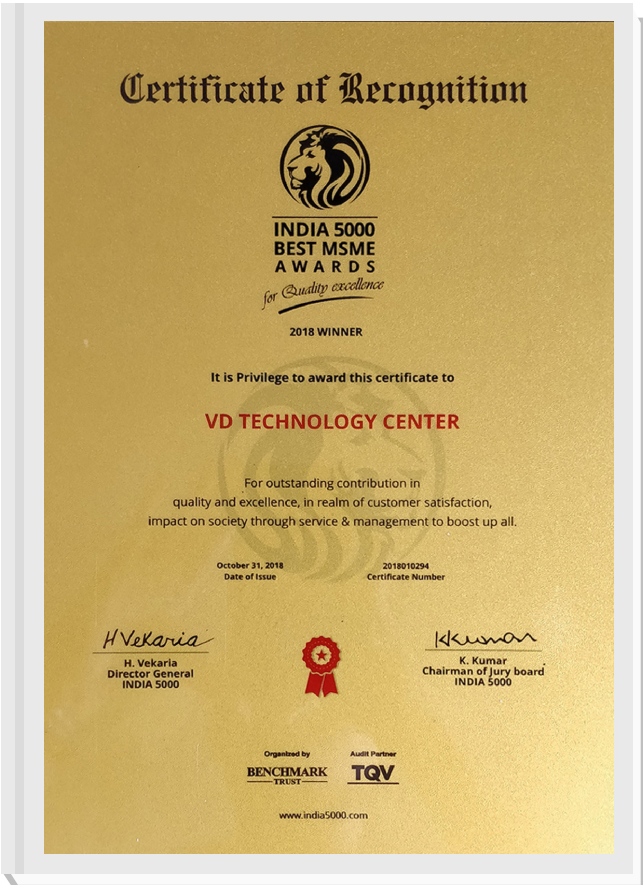 Certificate of Recognition
INDIA 5000
BEST MSME
AWARDS
for Quality excellence
2018 WINNER
It is Privilege to award this certificate to
VD TECHNOLOGY CENTER
For outstanding contribution in
quality and excellence, in realm of customer satisfaction,
impact on society through service & management to boost up all.
October 31, 2018
Date of Issue
2018010294
Certificate Number
H Vekaria
H. Vekaria
Director General
INDIA 5000
KKumar
K. Kumar
Chairman of Jury board
INDIA 5000
Organized by
BENCHMARK
TRUST
Audit Partner
TQV
www.india5000.com